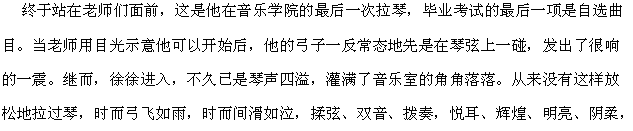 终于站在老师们面前，这是他在音乐学院的最后一次拉琴，毕业考试的最后一项是自选曲
目。当老师用目光示意他可以开始后，他的弓子一反常态地先是在琴弦上一碰，发出了很响
的一震。继而，徐徐进入，不久已是琴声四溢，灌满了音乐室的角角落落。从来没有这样放
松地拉过琴，时而弓飞如雨，时而间滑如泣，揉弦、双音、拨奏，悦耳、辉煌、明亮、阴柔，